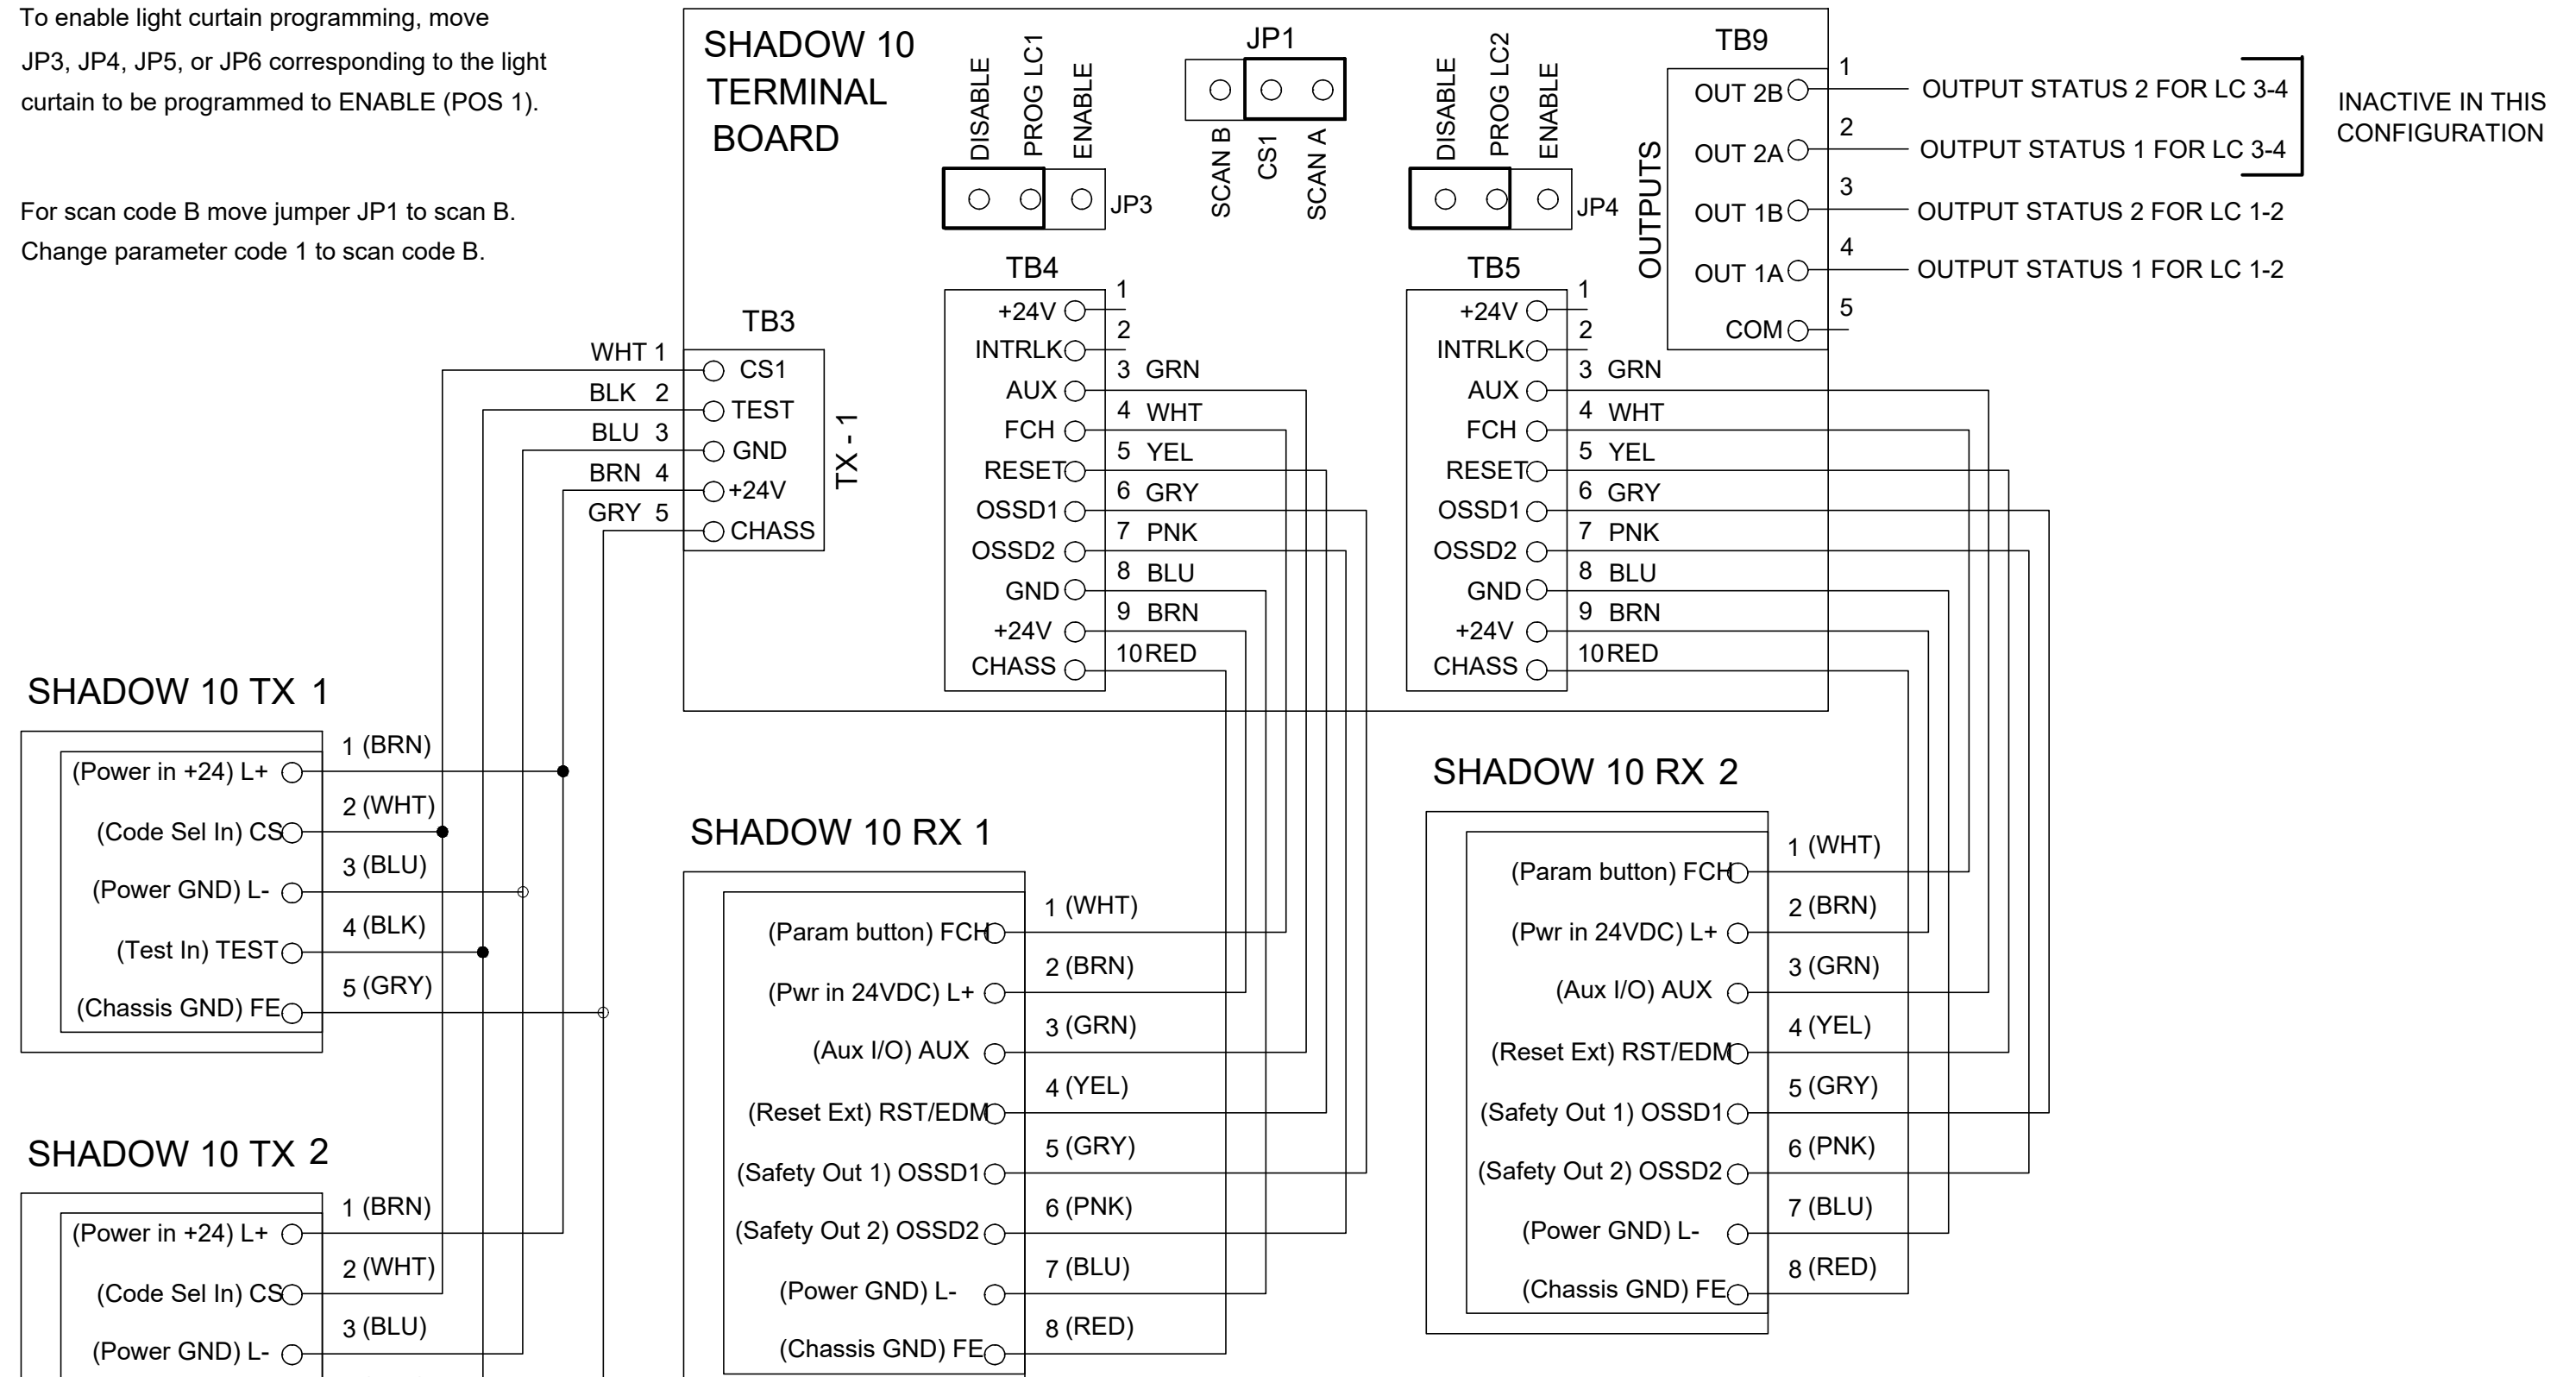 To enable light curtain programming, move
JP3, JP4, JP5, or JP6 corresponding to the light
curtain to be programmed to ENABLE (POS 1).
For scan code B move jumper JP1 to scan B.
Change parameter code 1 to scan code B.
SHADOW 10
TERMINAL
BOARD
DISABLE
PROG LC1
ENABLE
JP3
JP1
SCAN B
CS1
SCAN A
DISABLE
PROG LC2
ENABLE
JP4
TB9
OUTPUTS
OUT 2B 1 OUTPUT STATUS 2 FOR LC 3-4
OUT 2A 2 OUTPUT STATUS 1 FOR LC 3-4
OUT 1B 3 OUTPUT STATUS 2 FOR LC 1-2
OUT 1A 4 OUTPUT STATUS 1 FOR LC 1-2
COM 5
INACTIVE IN THIS
CONFIGURATION
TB3
WHT 1 CS1
BLK 2 TEST
BLU 3 GND
BRN 4 +24V
GRY 5 CHASS
TX - 1
TB4
+24V 1
INTRLK 2
AUX 3 GRN
FCH 4 WHT
RESET 5 YEL
OSSD1 6 GRY
OSSD2 7 PNK
GND 8 BLU
+24V 9 BRN
CHASS 10 RED
TB5
+24V 1
INTRLK 2
AUX 3 GRN
FCH 4 WHT
RESET 5 YEL
OSSD1 6 GRY
OSSD2 7 PNK
GND 8 BLU
+24V 9 BRN
CHASS 10 RED
SHADOW 10 TX 1
(Power in +24) L+ 1 (BRN)
(Code Sel In) CS 2 (WHT)
(Power GND) L- 3 (BLU)
(Test In) TEST 4 (BLK)
(Chassis GND) FE 5 (GRY)
SHADOW 10 TX 2
(Power in +24) L+ 1 (BRN)
(Code Sel In) CS 2 (WHT)
(Power GND) L- 3 (BLU)
SHADOW 10 RX 1
(Param button) FCH 1 (WHT)
(Pwr in 24VDC) L+ 2 (BRN)
(Aux I/O) AUX 3 (GRN)
(Reset Ext) RST/EDM 4 (YEL)
(Safety Out 1) OSSD1 5 (GRY)
(Safety Out 2) OSSD2 6 (PNK)
(Power GND) L- 7 (BLU)
(Chassis GND) FE 8 (RED)
SHADOW 10 RX 2
(Param button) FCH 1 (WHT)
(Pwr in 24VDC) L+ 2 (BRN)
(Aux I/O) AUX 3 (GRN)
(Reset Ext) RST/EDM 4 (YEL)
(Safety Out 1) OSSD1 5 (GRY)
(Safety Out 2) OSSD2 6 (PNK)
(Power GND) L- 7 (BLU)
(Chassis GND) FE 8 (RED)